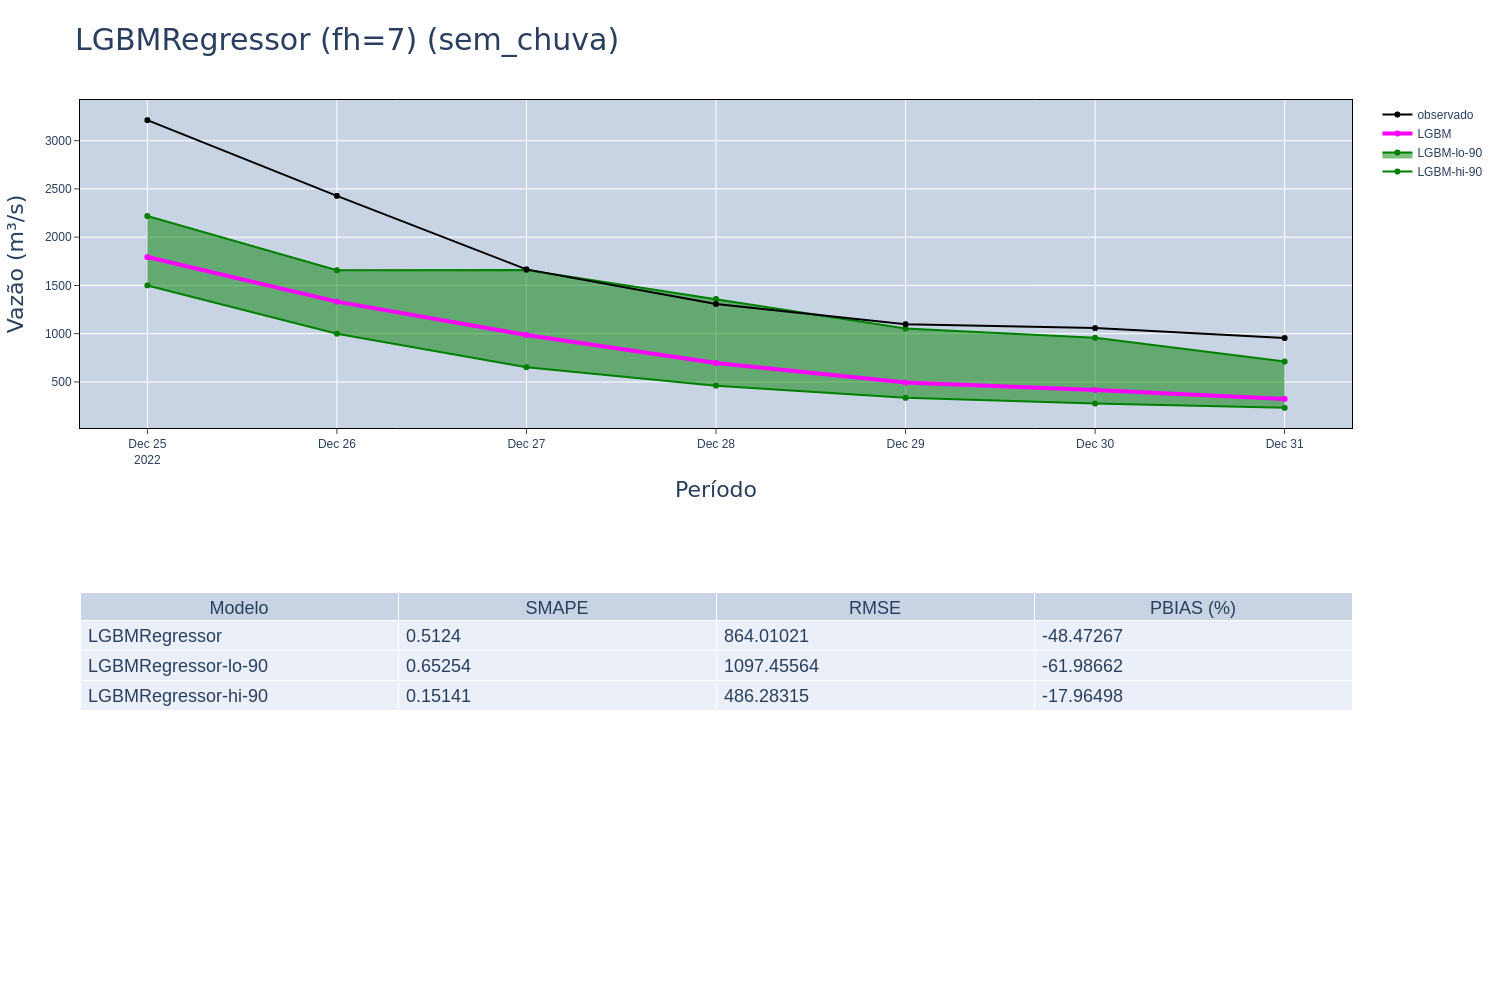 LGBMRegressor (fh=7) (sem_chuva)
observado
LGBM
LGBM-lo-90
LGBM-hi-90
Vazão (m³/s)
3000
2500
2000
1500
1000
500
Dec 25 Dec 26 Dec 27 Dec 28 Dec 29 Dec 30 Dec 31
2022
Período
Modelo SMAPE RMSE PBIAS (%)
LGBMRegressor 0.5124 864.01021 -48.47267
LGBMRegressor-lo-90 0.65254 1097.45564 -61.98662
LGBMRegressor-hi-90 0.15141 486.28315 -17.96498